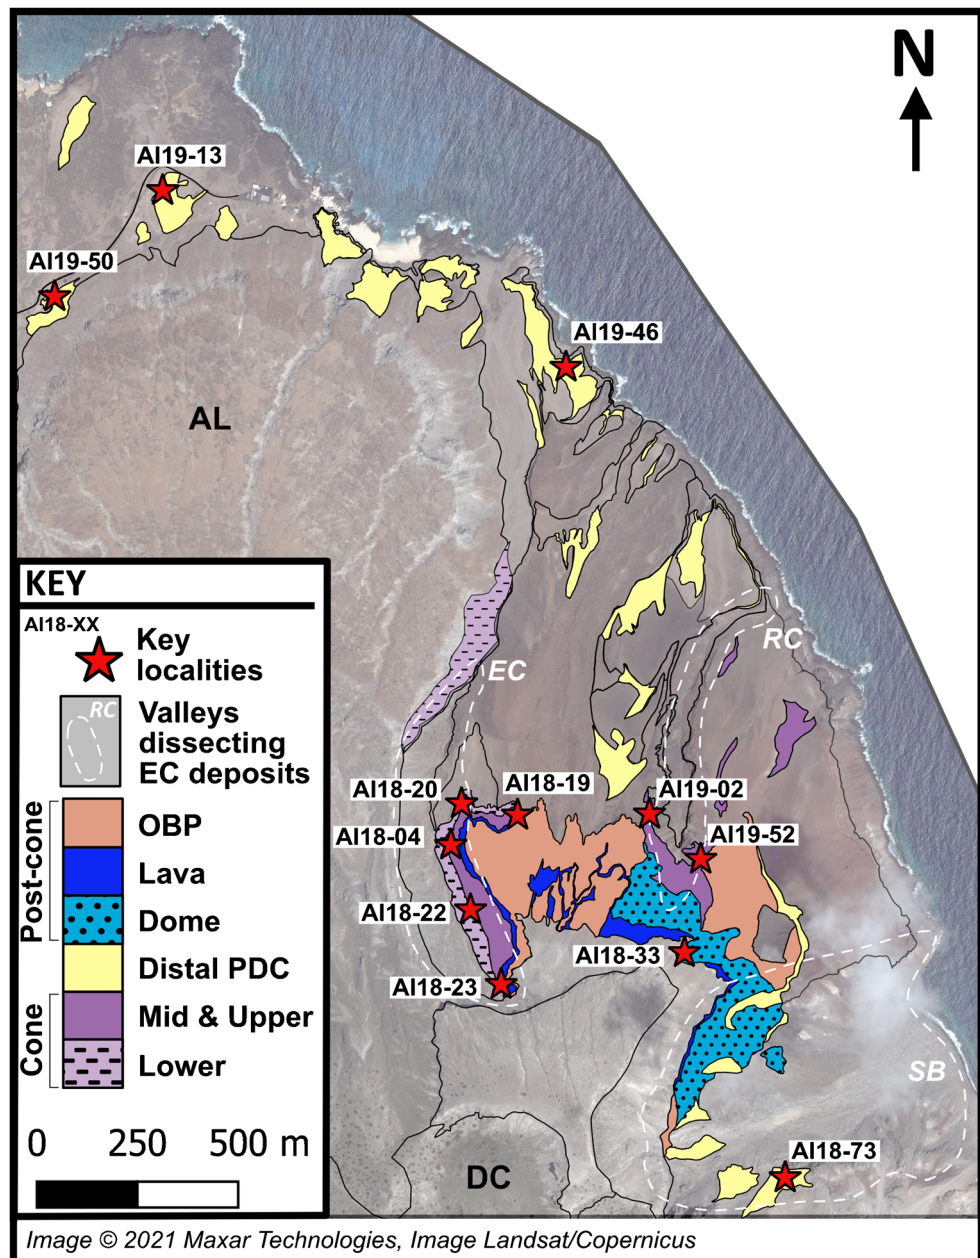 N
AI19-13
AI19-50
AI19-46
AL
EC
RC
AI18-20
AI18-19
AI19-02
AI18-04
AI19-52
AI18-22
AI18-33
AI18-23
SB
AI18-73
DC
KEY
AI18-XX
Key
localities
RC
Valleys
dissecting
EC deposits
Post-cone
OBP
Lava
Dome
Distal PDC
Cone
Mid & Upper
Lower
0 250 500 m
Image © 2021 Maxar Technologies, Image Landsat/Copernicus